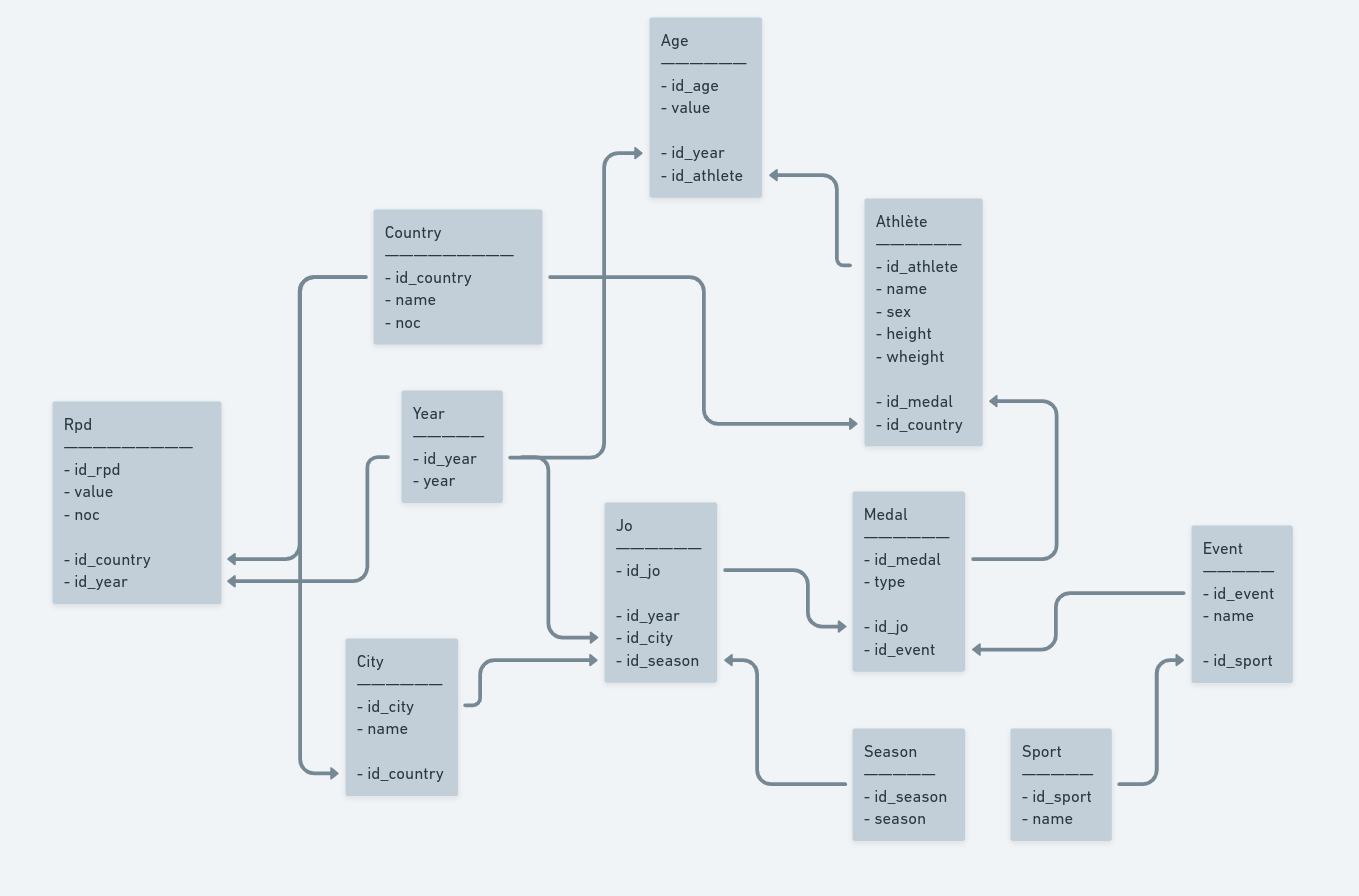 Age
——————
- id_age
- value
- id_year
- id_athlete
Country
—————————
- id_country
- name
- noc
Athlète
——————
- id_athlete
- name
- sex
- height
- wheight
- id_medal
- id_country
Rpd
—————————
- id_rpd
- value
- noc
- id_country
- id_year
Year
—————
- id_year
- year
Jo
——————
- id_jo
- id_year
- id_city
- id_season
Medal
——————
- id_medal
- type
- id_jo
- id_event
Event
—————
- id_event
- name
- id_sport
City
——————
- id_city
- name
- id_country
Season
—————
- id_season
- season
Sport
—————
- id_sport
- name